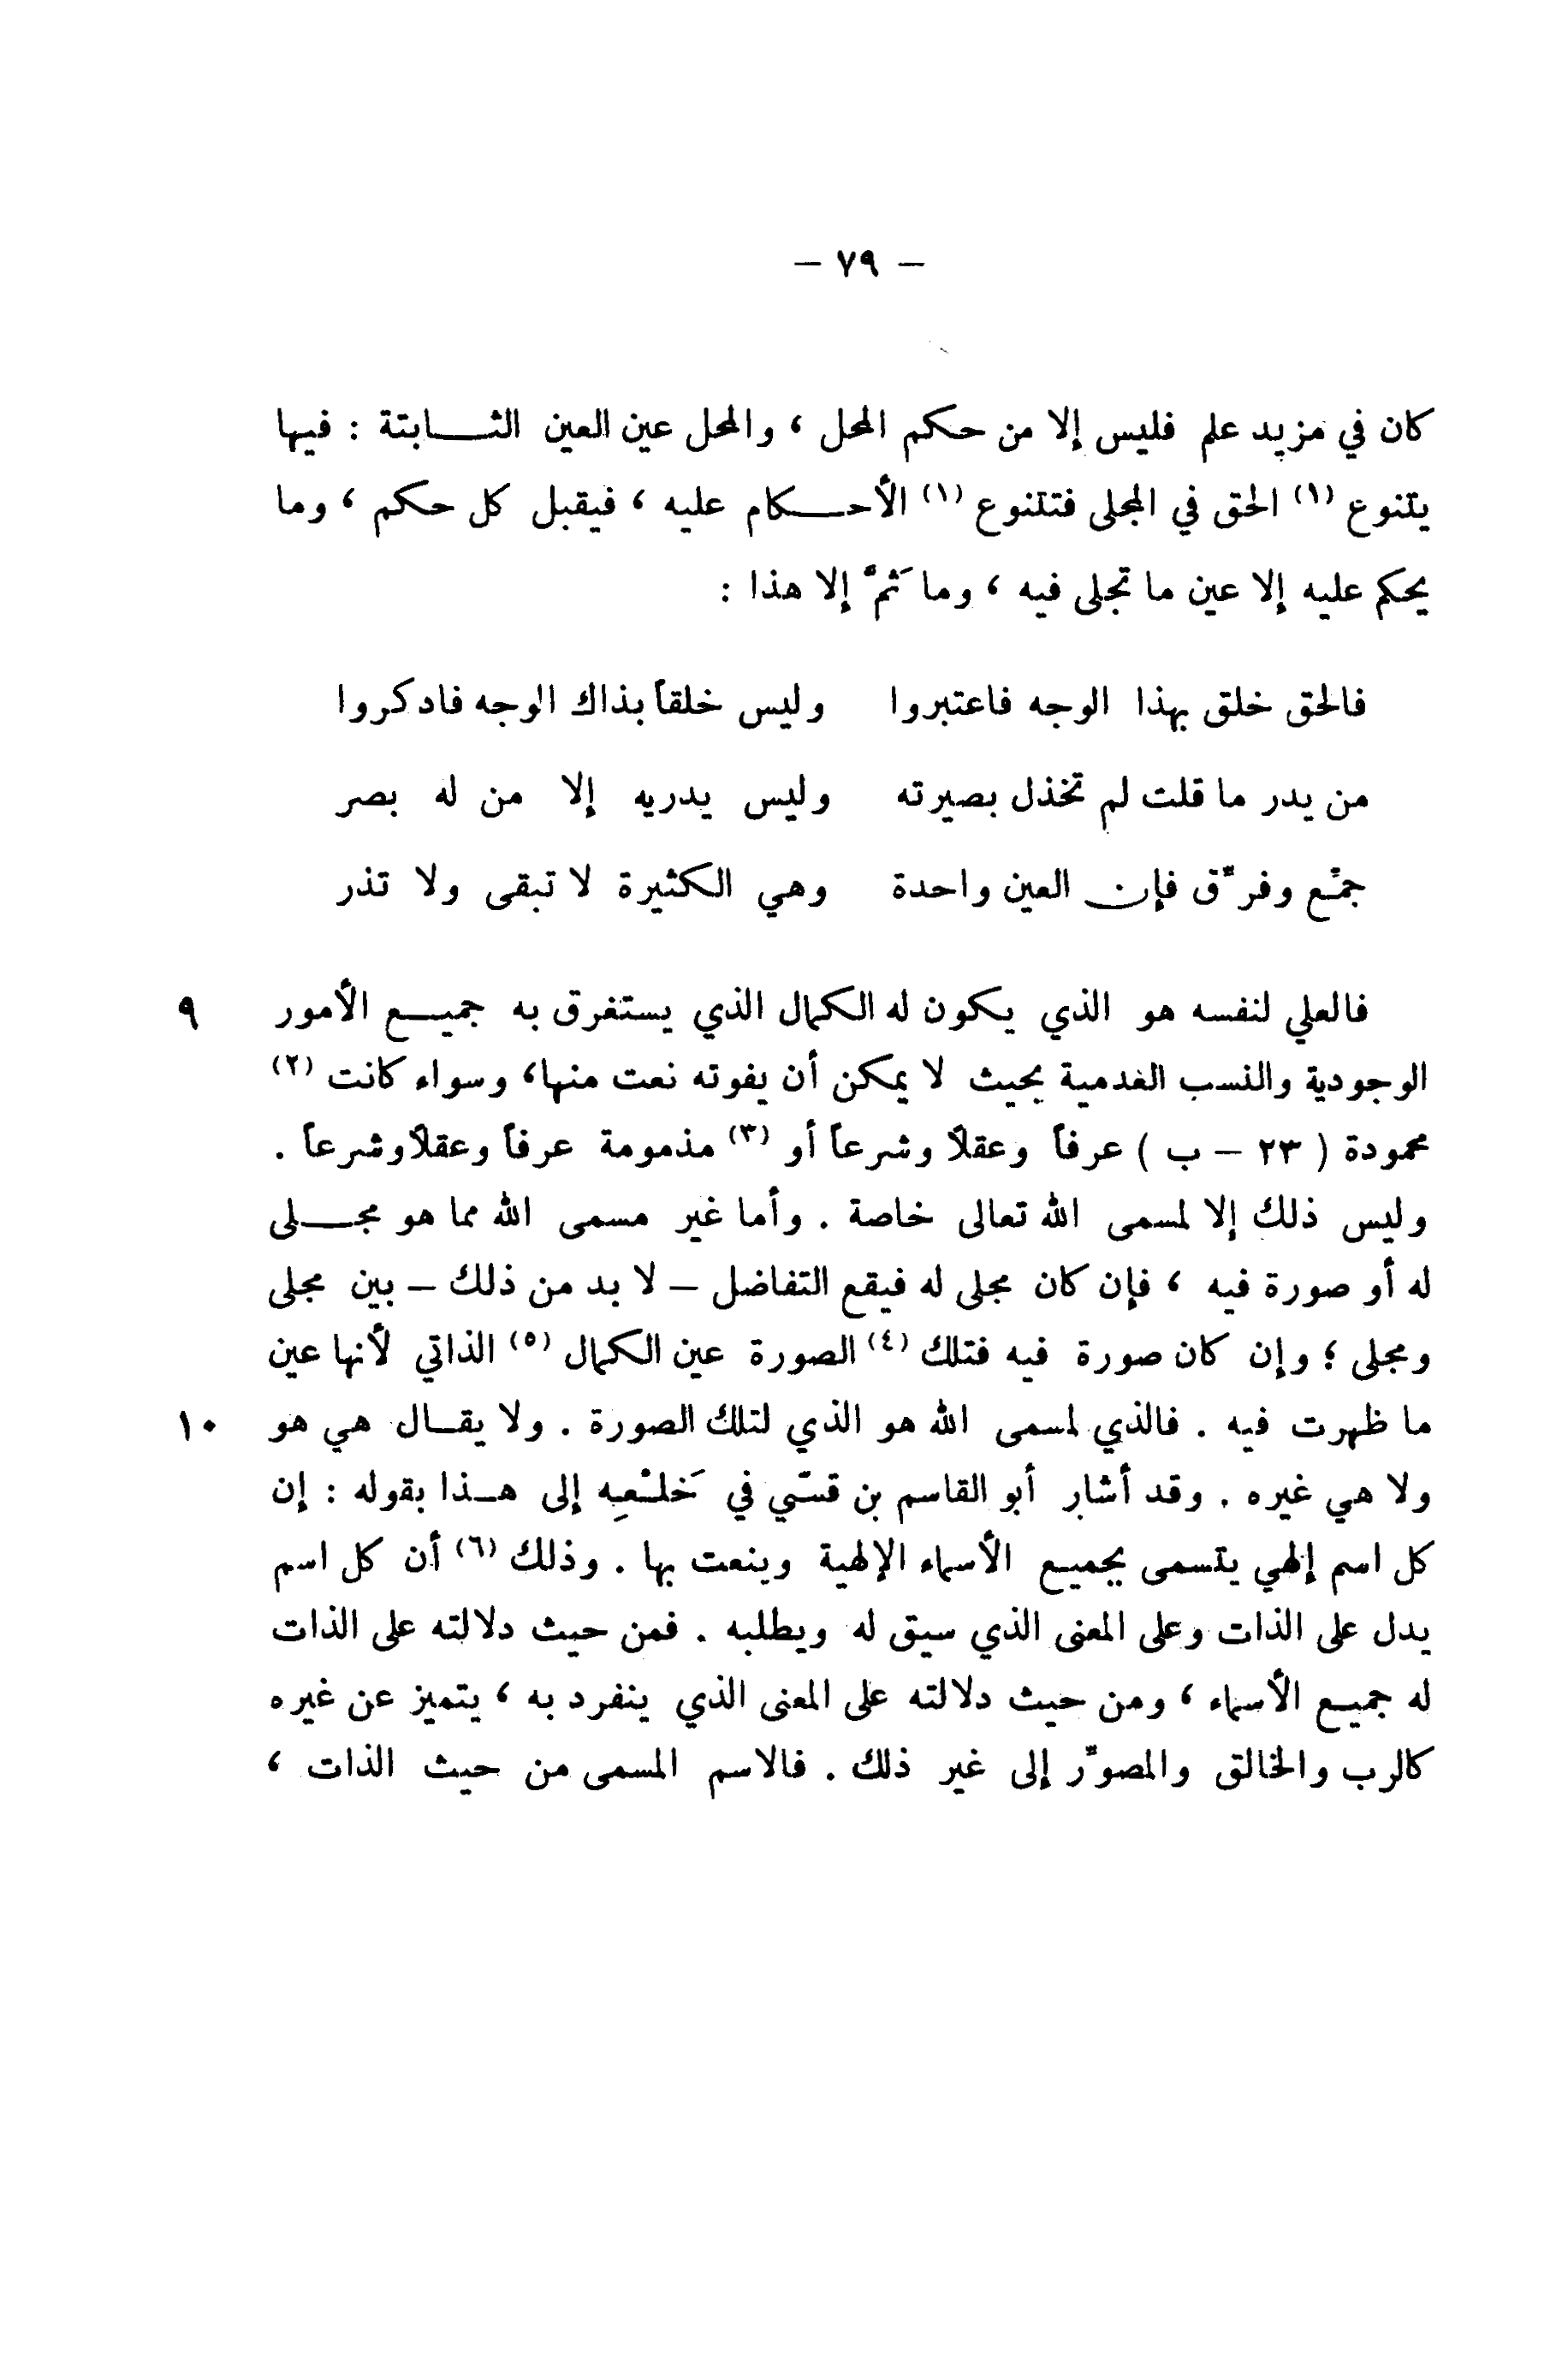 – ٧٩ –
كان في مزيد علم فليس إلا من حكم المحل ، والمحل عين العين الثابتة : فيها
يتنوع (١) الحق في المجلى فتتنوع (١) الأحكام عليه ، فيقبل كل حكم ، وما
يحكم عليه إلا عين ما تجلى فيه ، وما ثَمَّ إلا هذا :
فالحق خلق بهذا الوجه فاعتبروا وليس خلقاً بذاك الوجه فادكروا
من يدر ما قلت لم تخذل بصيرته وليس يدريه إلا من له بصر
جمِّع وفرِّق فإن العين واحدة وهي الكثيرة لا تبقى ولا تذر
فالعلي لنفسه هو الذي يكون له الكمال الذي يستغرق به جميع الأمور ٩
الوجودية والنسب العدمية بحيث لا يمكن أن يفوته نعت منها، وسواء كانت (٢)
محمودة ( ٢٣ – ب ) عرفاً وعقلاً وشرعاً أو (٣) مذمومة عرفاً وعقلاً وشرعاً .
وليس ذلك إلا لمسمى الله تعالى خاصة . وأما غير مسمى الله مما هو مجلى
له أو صورة فيه ، فإن كان مجلى له فيقع التفاضل – لا بد من ذلك – بين مجلى
ومجلى ؛ وإن كان صورة فيه فتلك (٤) الصورة عين الكمال (٥) الذاتي لأنها عين
ما ظهرت فيه . فالذي لمسمى الله هو الذي لتلك الصورة . ولا يقال هي هو ١٠
ولا هي غيره . وقد أشار أبو القاسم بن قسّي في خَلْعِه إلى هذا بقوله : إن
كل اسم إلهي يتسمى بجميع الأسماء الإلهية وينعت بها . وذلك (٦) أن كل اسم
يدل على الذات وعلى المعنى الذي سيق له ويطلبه . فمن حيث دلالته على الذات
له جميع الأسماء ، ومن حيث دلالته على المعنى الذي ينفرد به ، يتميز عن غيره
كالرب والخالق والمصوِّر إلى غير ذلك . فالاسم المسمى من حيث الذات ،